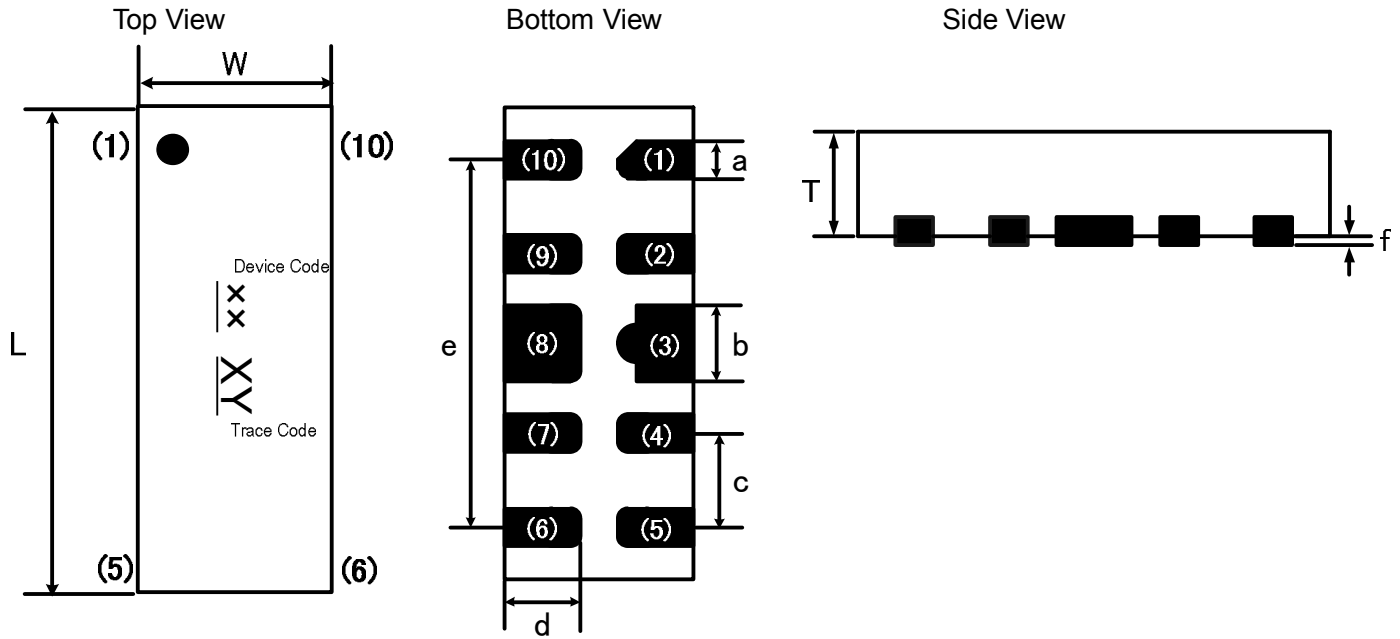 Top View
Bottom View
Side View
W
L
(1)
(10)
(5)
(6)
Device Code
××
XY
Trace Code
(10)
(1)
(9)
(2)
(8)
(3)
(7)
(4)
(6)
(5)
a
b
c
d
e
T
f